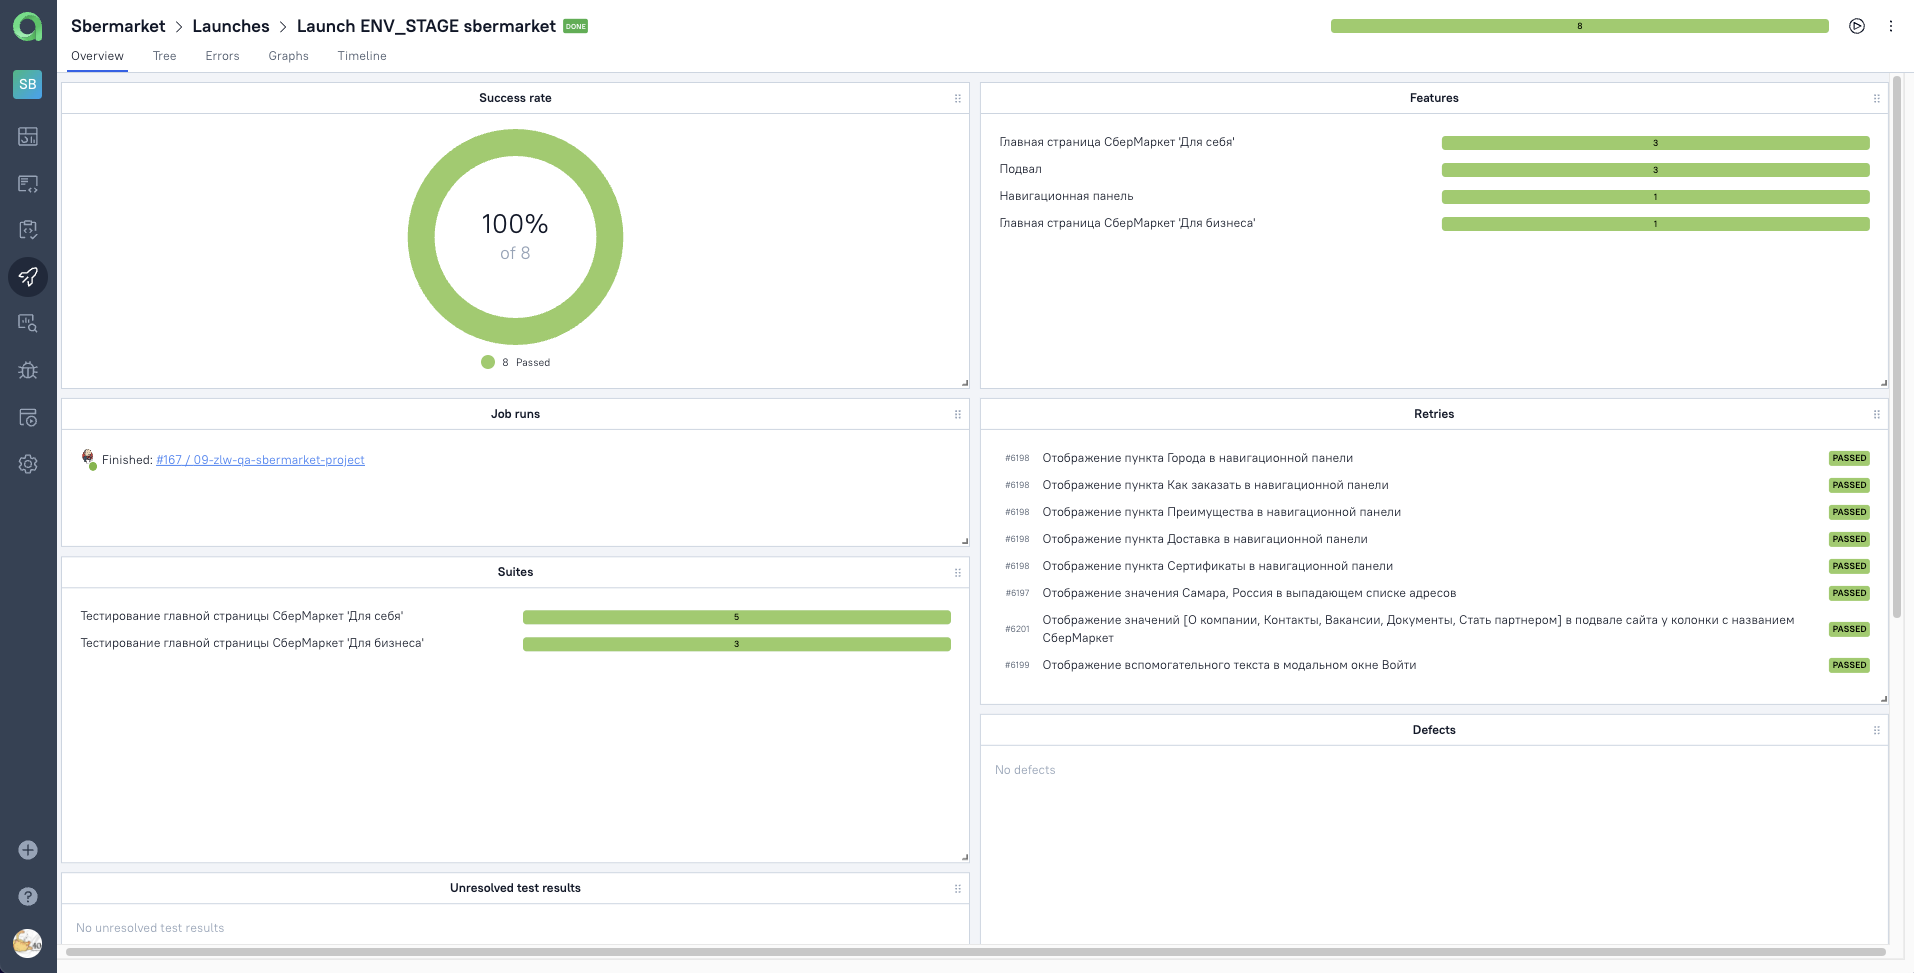 Sbermarket > Launches > Launch ENV_STAGE sbermarket DONE
8
Overview Tree Errors Graphs Timeline
SB
Success rate
100%
of 8
8 Passed
Features
Главная страница СберМаркет 'Для себя' 3
Подвал 3
Навигационная панель 1
Главная страница СберМаркет 'Для бизнеса' 1
Job runs
Finished: #167 / 09-zlw-qa-sbermarket-project
Retries
#6198 Отображение пункта Города в навигационной панели PASSED
#6198 Отображение пункта Как заказать в навигационной панели PASSED
#6198 Отображение пункта Преимущества в навигационной панели PASSED
#6198 Отображение пункта Доставка в навигационной панели PASSED
#6198 Отображение пункта Сертификаты в навигационной панели PASSED
#6197 Отображение значения Самара, Россия в выпадающем списке адресов PASSED
#6201 Отображение значений [О компании, Контакты, Вакансии, Документы, Стать партнером] в подвале сайта у колонки с названием
СберМаркет PASSED
#6199 Отображение вспомогательного текста в модальном окне Войти PASSED
Suites
Тестирование главной страницы СберМаркет 'Для себя' 5
Тестирование главной страницы СберМаркет 'Для бизнеса' 3
Defects
No defects
Unresolved test results
No unresolved test results